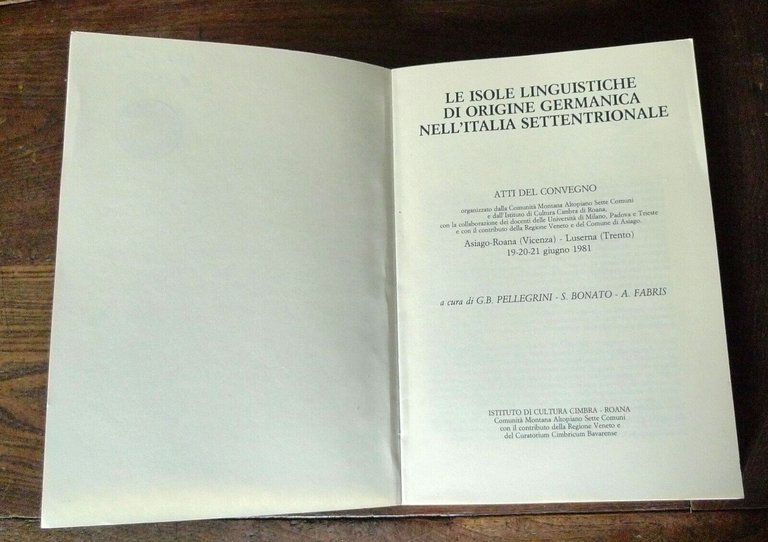 LE ISOLE LINGUISTICHE
DI ORIGINE GERMANICA
NELL'ITALIA SETTENTRIONALE
ATTI DEL CONVEGNO
organizzato dalla Comunità Montana Altopiano Sette Comuni
e dall'Istituto di Cultura Cimbra di Roana,
con la collaborazione dei docenti delle Università di Milano, Padova e Trieste
e con il contributo della Regione Veneto e del Comune di Asiago.
Asiago-Roana (Vicenza) - Luserna (Trento)
19-20-21 giugno 1981
a cura di G.B. PELLEGRINI - S. BONATO - A. FABRIS
ISTITUTO DI CULTURA CIMBRA - ROANA
Comunità Montana Altopiano Sette Comuni
con il contributo della Regione Veneto e
del Curatorium Cimbricum Bavarense